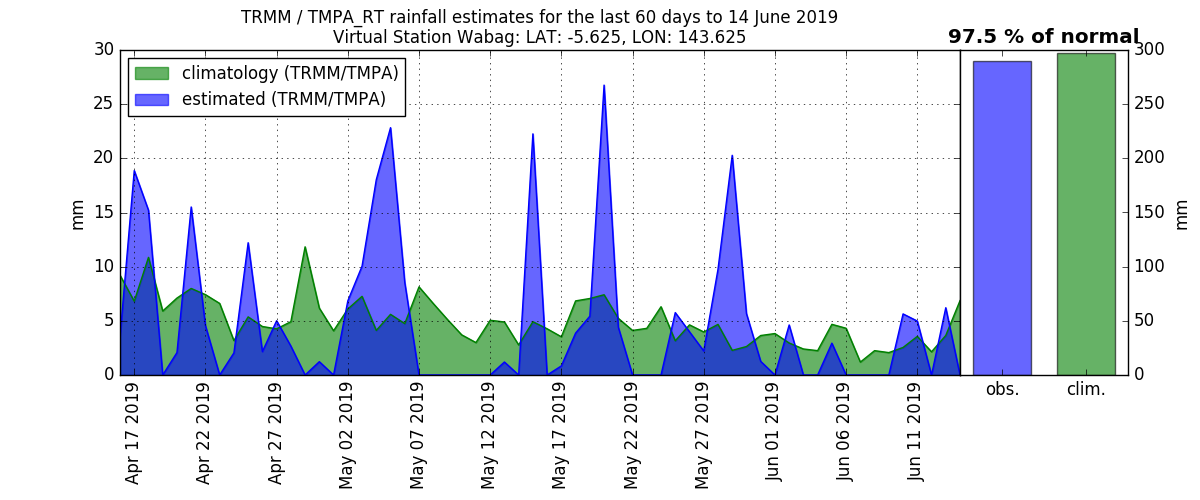 TRMM / TMPA_RT rainfall estimates for the last 60 days to 14 June 2019
Virtual Station Wabag: LAT: -5.625, LON: 143.625
97.5 % of normal
climatology (TRMM/TMPA)
estimated (TRMM/TMPA)
30
25
20
15
10
5
0
mm
300
250
200
150
100
50
0
mm
Apr 17 2019
Apr 22 2019
Apr 27 2019
May 02 2019
May 07 2019
May 12 2019
May 17 2019
May 22 2019
May 27 2019
Jun 01 2019
Jun 06 2019
Jun 11 2019
obs.
clim.